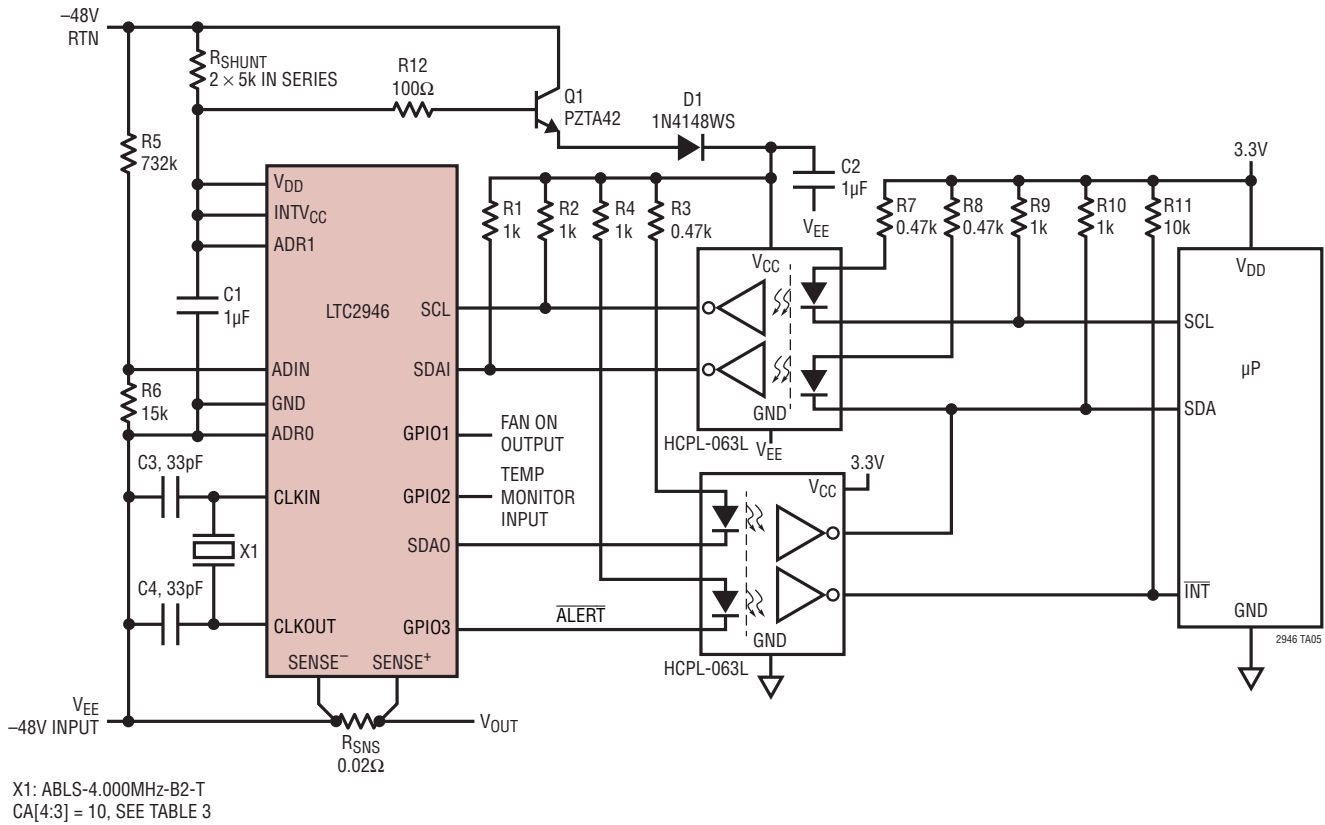 –48V
RTN
RSHUNT
2 × 5k IN SERIES
R12
100Ω
Q1
PZTA42
D1
1N4148WS
R5
732k
C2
1µF
VEE
3.3V
VDD
INTVCC
ADR1
R1
1k
R2
1k
R4
1k
R3
0.47k
R7
0.47k
R8
0.47k
R9
1k
R10
1k
R11
10k
VCC
VDD
C1
1µF
LTC2946
SCL
SCL
ADIN
SDAI
µP
R6
15k
GND
GND
SDA
ADR0
GPIO1
FAN ON
OUTPUT
HCPL-063L
VEE
C3, 33pF
CLKIN
GPIO2
TEMP
MONITOR
INPUT
VCC
3.3V
X1
SDAO
C4, 33pF
CLKOUT
GPIO3
ALERT
INT
GND
GND
2946 TA05
SENSE–
SENSE+
HCPL-063L
VEE
–48V INPUT
VOUT
RSNS
0.02Ω
X1: ABLS-4.000MHz-B2-T
CA[4:3] = 10, SEE TABLE 3